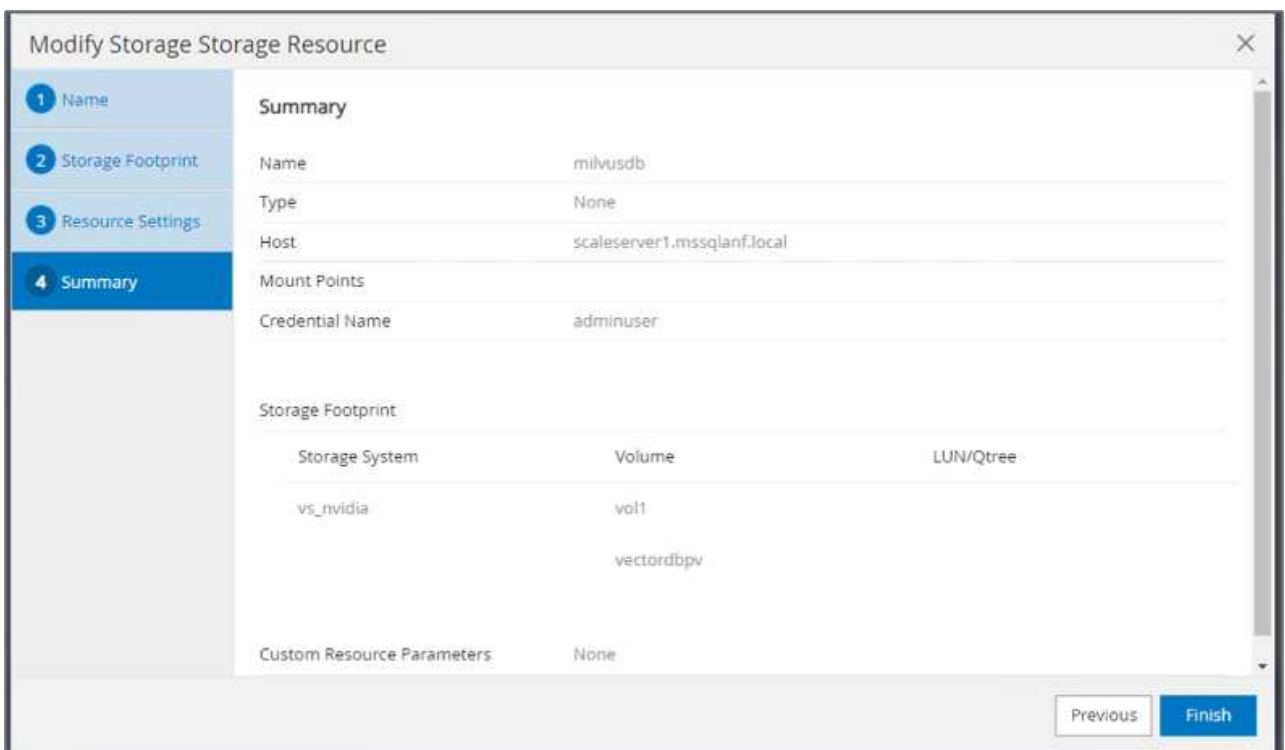 Modify Storage Storage Resource
1 Name
2 Storage Footprint
3 Resource Settings
4 Summary
Summary
Name milvusdb
Type None
Host scaleserver1.mssqlanf.local
Mount Points
Credential Name adminuser
Storage Footprint
Storage System Volume LUN/Qtree
vs_nvidia vol1
vectordbpv
Custom Resource Parameters None
Previous Finish